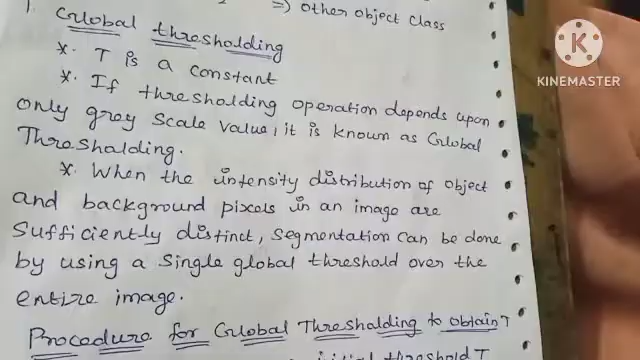 =) Other object class
1. Global thresholding
*. T is a constant
*. If thresholding operation depends upon
only grey scale value, it is known as Global
Thresholding.
*. When the intensity distribution of object
and background pixels in an image are
sufficiently distinct, segmentation can be done
by using a single global threshold over the
entire image.
Procedure for Global Thresholding to obtain T
initial threshold T
K
KINEMASTER